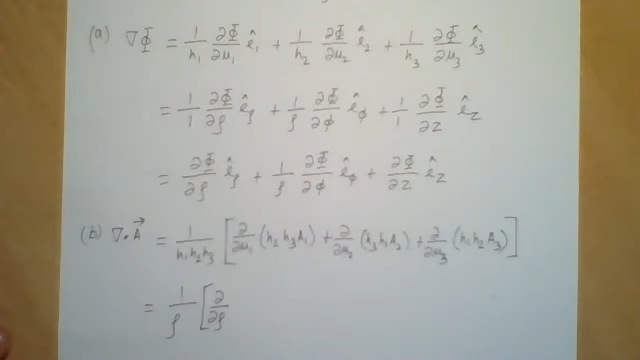 (a) ∇Φ = 1/h₁ ∂Φ/∂u₁ ê₁ + 1/h₂ ∂Φ/∂u₂ ê₂ + 1/h₃ ∂Φ/∂u₃ ê₃
= 1/1 ∂Φ/∂ρ ê_ρ + 1/ρ ∂Φ/∂ϕ ê_ϕ + 1/1 ∂Φ/∂z ê_z
= ∂Φ/∂ρ ê_ρ + 1/ρ ∂Φ/∂ϕ ê_ϕ + ∂Φ/∂z ê_z
(b) ∇·A⃗ = 1/h₁h₂h₃ [∂/∂u₁ (h₂h₃A₁) + ∂/∂u₂ (h₃h₁A₂) + ∂/∂u₃ (h₁h₂A₃)]
= 1/ρ [∂/∂ρ